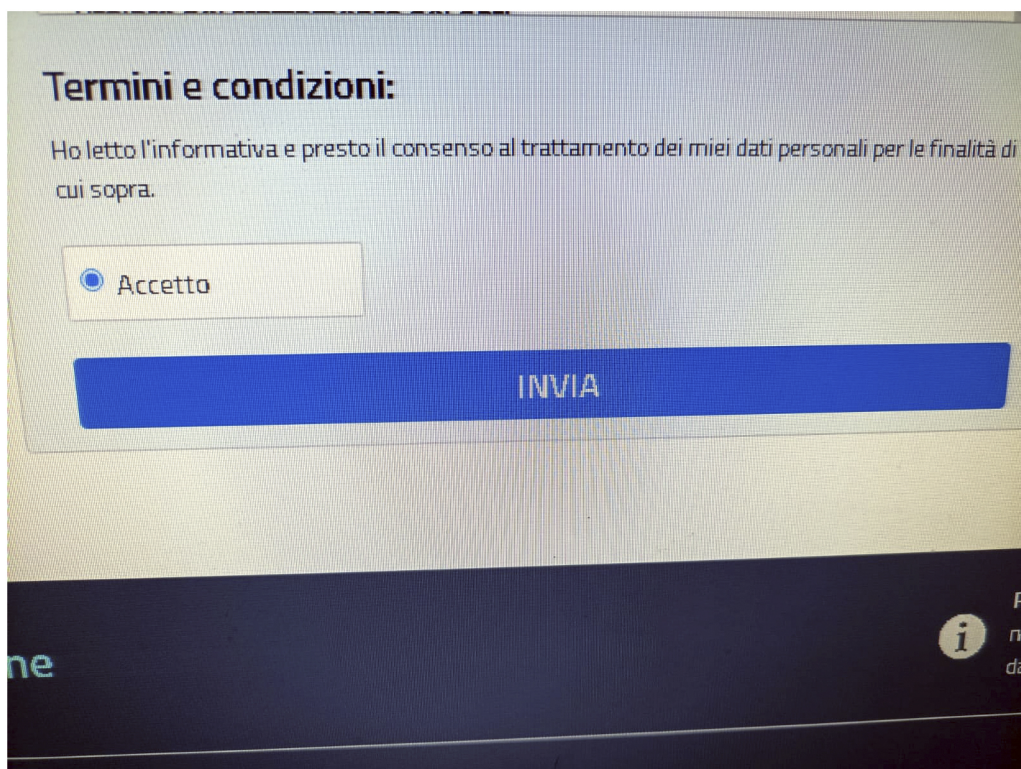 Termini e condizioni:
Ho letto l'informativa e presto il consenso al trattamento dei miei dati personali per le finalità di
cui sopra.
Accetto
INVIA
i